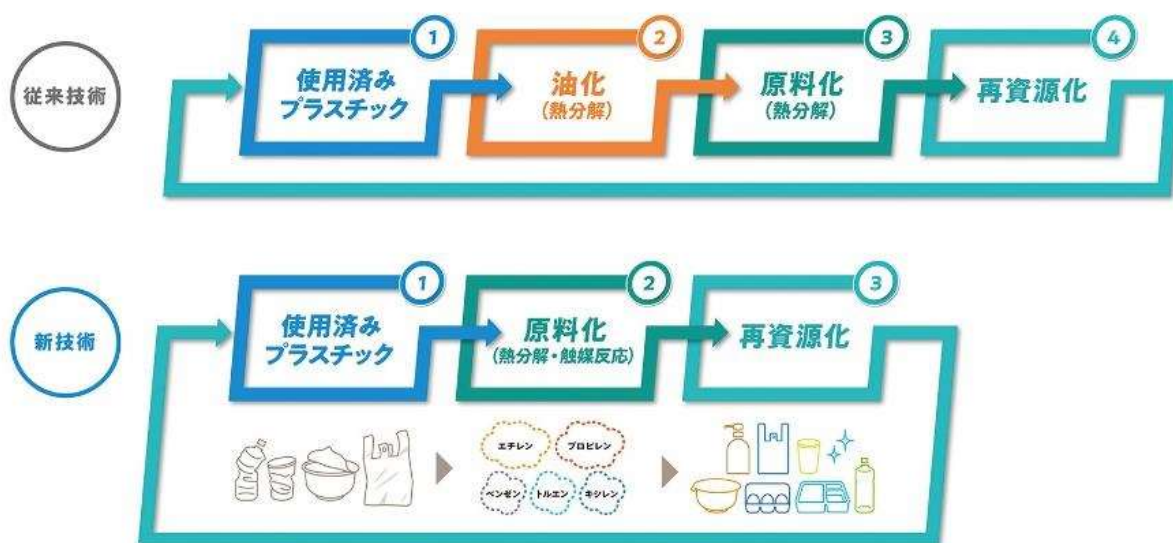 従来技術
1
使用済み
プラスチック
2
油化
(熱分解)
3
原料化
(熱分解)
4
再資源化
新技術
1
使用済み
プラスチック
2
原料化
(熱分解・触媒反応)
3
再資源化
エチレン
プロピレン
ベンゼン
トルエン
キシレン